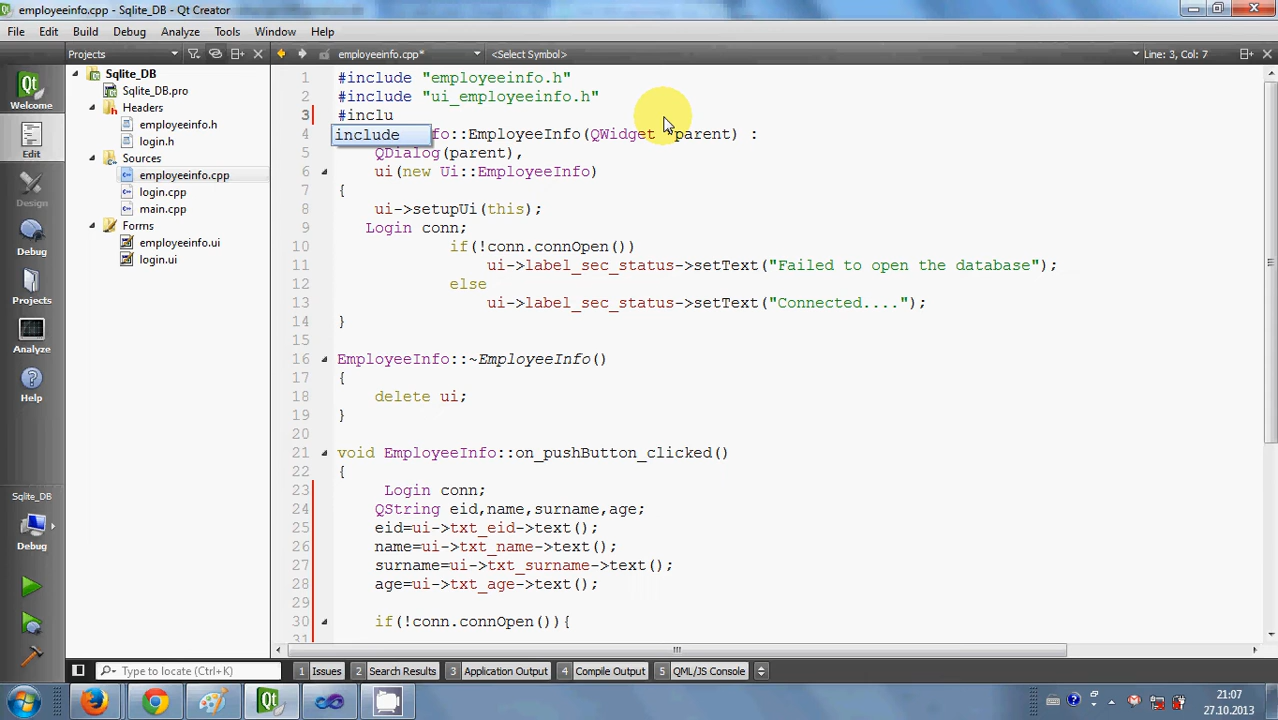 employeeinfo.cpp - Sqlite_DB - Qt Creator
File Edit Build Debug Analyze Tools Window Help
Projects employeeinfo.cpp* <Select Symbol> Line: 3, Col: 7
Welcome
Edit
Design
Debug
Projects
Analyze
Help
Sqlite_DB
Debug
Sqlite_DB
Sqlite_DB.pro
Headers
employeeinfo.h
login.h
Sources
employeeinfo.cpp
login.cpp
main.cpp
Forms
employeeinfo.ui
login.ui
1 #include "employeeinfo.h"
2 #include "ui_employeeinfo.h"
3 #inclu
include
4 fo::EmployeeInfo(QWidget parent) :
5 QDialog(parent),
6 ui(new Ui::EmployeeInfo)
7 {
8 ui->setupUi(this);
9 Login conn;
10 if(!conn.connOpen())
11 ui->label_sec_status->setText("Failed to open the database");
12 else
13 ui->label_sec_status->setText("Connected....");
14 }
15
16 EmployeeInfo::~EmployeeInfo()
17 {
18 delete ui;
19 }
20
21 void EmployeeInfo::on_pushButton_clicked()
22 {
23 Login conn;
24 QString eid,name,surname,age;
25 eid=ui->txt_eid->text();
26 name=ui->txt_name->text();
27 surname=ui->txt_surname->text();
28 age=ui->txt_age->text();
29
30 if(!conn.connOpen()){
31
Type to locate (Ctrl+K) 1 Issues 2 Search Results 3 Application Output 4 Compile Output 5 QML/JS Console
21:07
27.10.2013